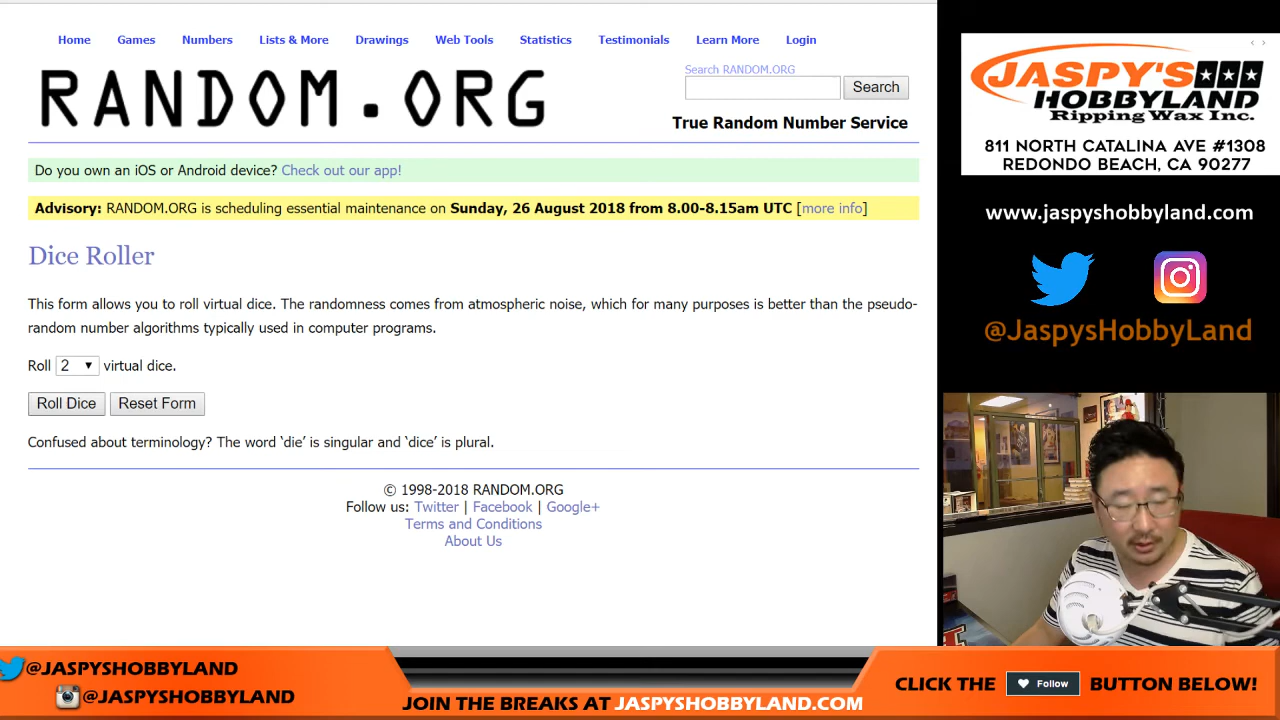 Home Games Numbers Lists & More Drawings Web Tools Statistics Testimonials Learn More Login
RANDOM.ORG
Search RANDOM.ORG
Search
True Random Number Service
Do you own an iOS or Android device? Check out our app!
Advisory: RANDOM.ORG is scheduling essential maintenance on Sunday, 26 August 2018 from 8.00-8.15am UTC [more info]
Dice Roller
This form allows you to roll virtual dice. The randomness comes from atmospheric noise, which for many purposes is better than the pseudo-
random number algorithms typically used in computer programs.
Roll 2 virtual dice.
Roll Dice Reset Form
Confused about terminology? The word ‘die’ is singular and ‘dice’ is plural.
© 1998-2018 RANDOM.ORG
Follow us: Twitter | Facebook | Google+
Terms and Conditions
About Us
JASPY'S
HOBBYLAND
Ripping Wax Inc.
811 NORTH CATALINA AVE #1308
REDONDO BEACH, CA 90277
www.jaspyshobbyland.com
@JaspysHobbyLand
@JASPYSHOBBYLAND
@JASPYSHOBBYLAND
JOIN THE BREAKS AT JASPYSHOBBYLAND.COM
CLICK THE Follow BUTTON BELOW!